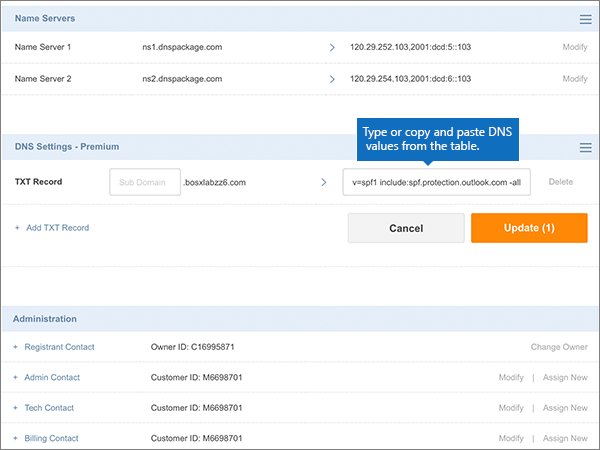 Name Servers
Name Server 1 ns1.dnspackage.com > 120.29.252.103,2001:dcd:5::103 Modify
Name Server 2 ns2.dnspackage.com > 120.29.254.103,2001:dcd:6::103 Modify
Type or copy and paste DNS
values from the table.
DNS Settings - Premium
TXT Record Sub Domain .bosxlabzz6.com > v=spf1 include:spf.protection.outlook.com -all Delete
+ Add TXT Record Cancel Update (1)
Administration
+ Registrant Contact Owner ID: C16995871 Change Owner
+ Admin Contact Customer ID: M6698701 Modify | Assign New
+ Tech Contact Customer ID: M6698701 Modify | Assign New
+ Billing Contact Customer ID: M6698701 Modify | Assign New